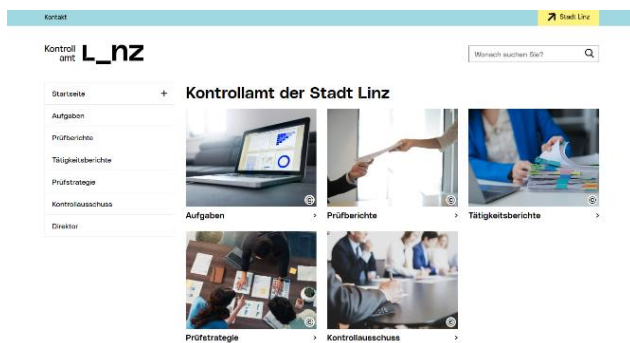 Kontakt
Stadt Linz
Kontroll
amt L_nz
Wonach suchen Sie?
Startseite +
Aufgaben
Prüfberichte
Tätigkeitsberichte
Prüfstrategie
Kontrollausschuss
Direktor
Kontrollamt der Stadt Linz
©
©
©
Aufgaben ›
Prüfberichte ›
Tätigkeitsberichte ›
©
©
Prüfstrategie ›
Kontrollausschuss ›